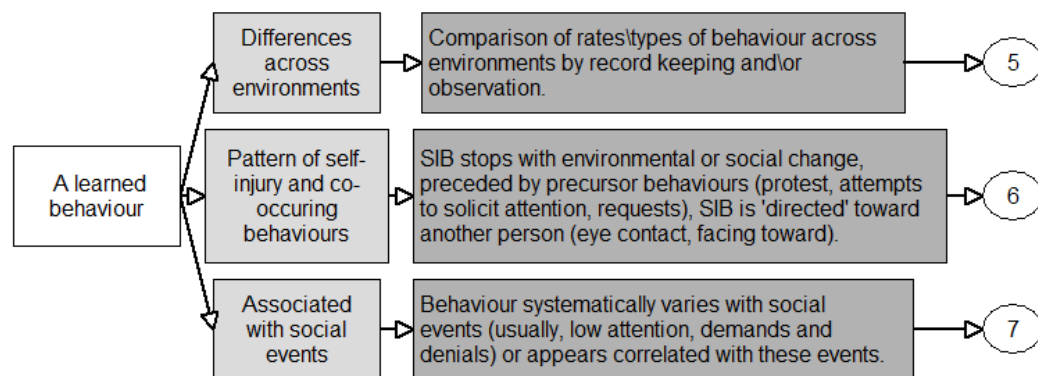 A learned
behaviour
Differences
across
environments
Comparison of rates\types of behaviour across
environments by record keeping and\or
observation.
5
Pattern of self-
injury and co-
occuring
behaviours
SIB stops with environmental or social change,
preceded by precursor behaviours (protest, attempts
to solicit attention, requests), SIB is 'directed' toward
another person (eye contact, facing toward).
6
Associated
with social
events
Behaviour systematically varies with social
events (usually, low attention, demands and
denials) or appears correlated with these events.
7